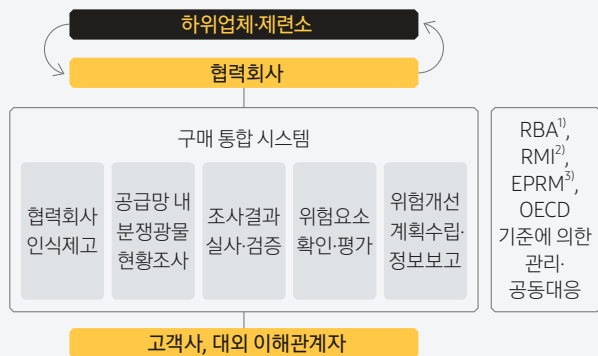 하위업체·제련소
협력회사
구매 통합 시스템
협력회사
인식제고
공급망 내
분쟁광물
현황조사
조사결과
실사·검증
위험요소
확인·평가
위험개선
계획수립·
정보보고
RBA1),
RMI2),
EPRM3),
OECD
기준에 의한
관리·
공동대응
고객사, 대외 이해관계자